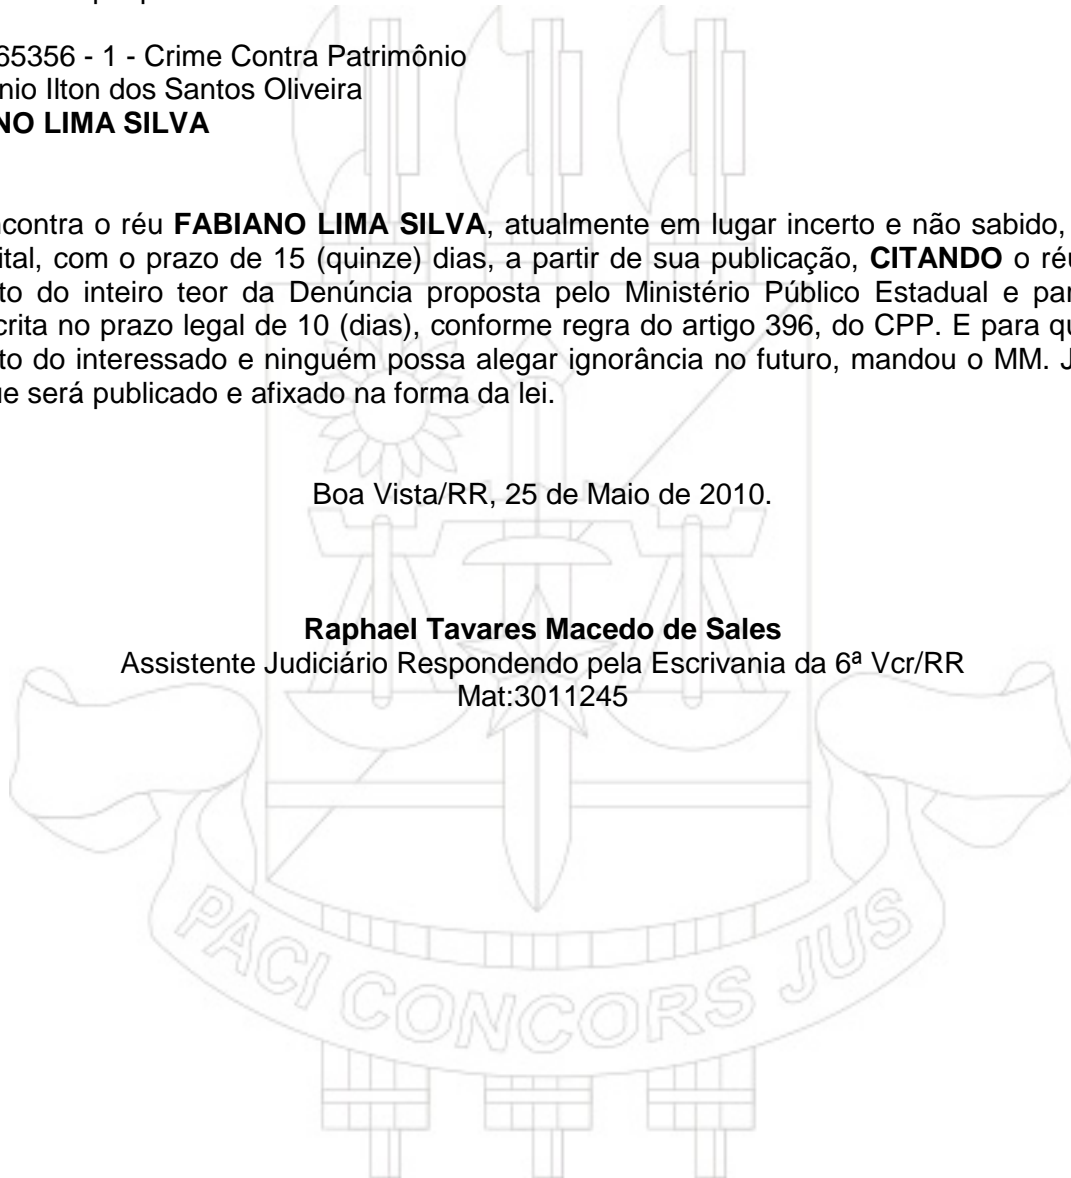 65356 - 1 - Crime Contra Patrimônio
nio Ilton dos Santos Oliveira
NO LIMA SILVA
ncontra o réu FABIANO LIMA SILVA, atualmente em lugar incerto e não sabido,
ital, com o prazo de 15 (quinze) dias, a partir de sua publicação, CITANDO o réu
to do inteiro teor da Denúncia proposta pelo Ministério Público Estadual e par
crita no prazo legal de 10 (dias), conforme regra do artigo 396, do CPP. E para qu
to do interessado e ninguém possa alegar ignorância no futuro, mandou o MM. J
ue será publicado e afixado na forma da lei.
Boa Vista/RR, 25 de Maio de 2010.
Raphael Tavares Macedo de Sales
Assistente Judiciário Respondendo pela Escrivania da 6ª Vcr/RR
Mat:3011245
PACI CONCORS JUS